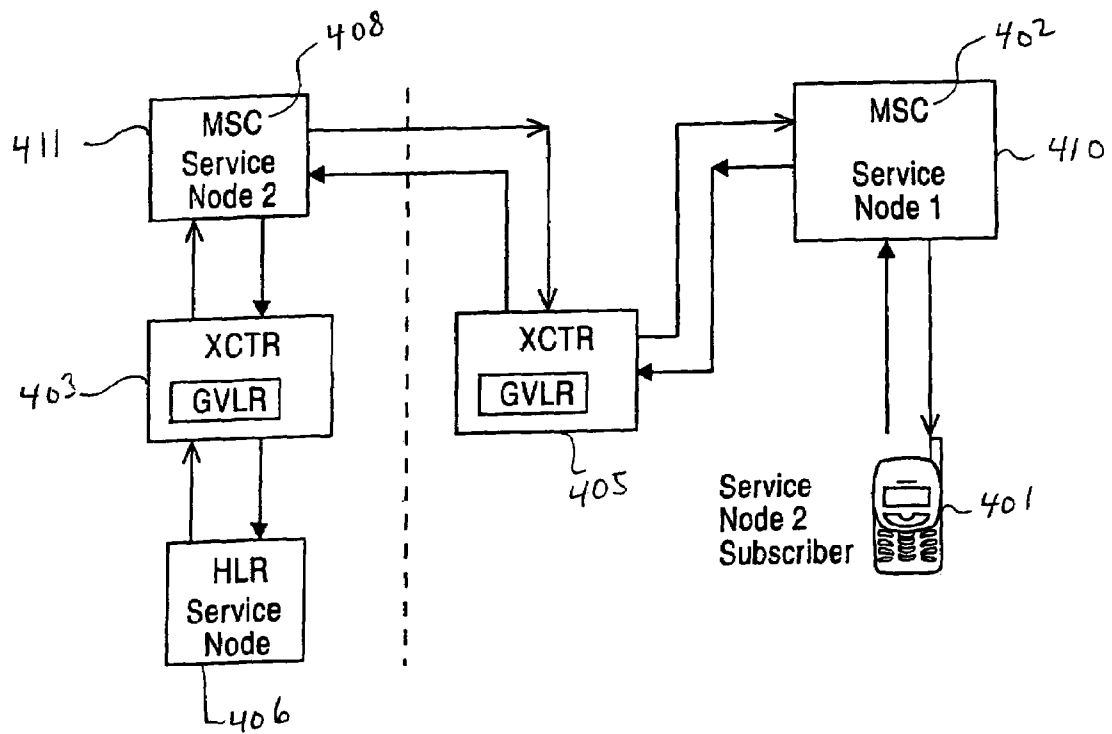 408
411
MSC
Service
Node 2
402
MSC
410
Service
Node 1
XCTR
403
GVLR
XCTR
GVLR
405
Service
Node 2
Subscriber
401
HLR
Service
Node
406